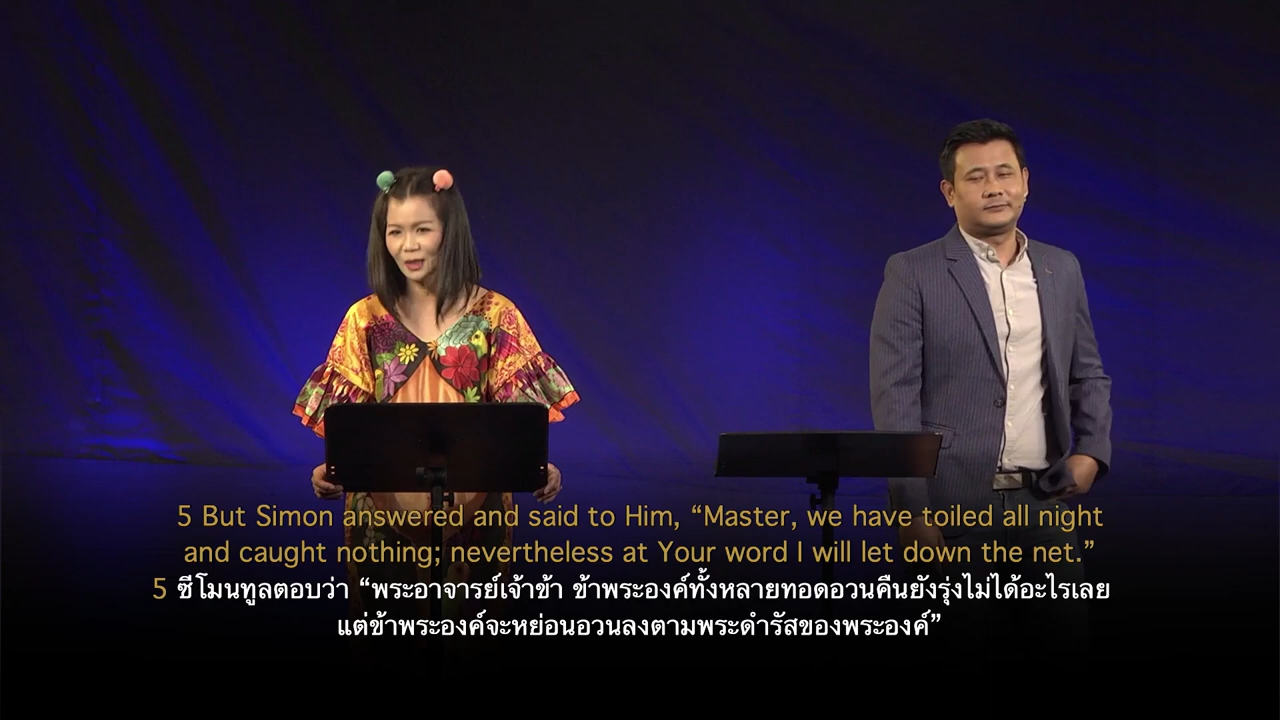 5 But Simon answered and said to Him, “Master, we have toiled all night
and caught nothing; nevertheless at Your word I will let down the net.”
5 ซีโมนทูลตอบว่า “พระอาจารย์เจ้าข้า ข้าพระองค์ทั้งหลายทอดอวนคืนยังรุ่งไม่ได้อะไรเลย
แต่ข้าพระองค์จะหย่อนอวนลงตามพระดำรัสของพระองค์”